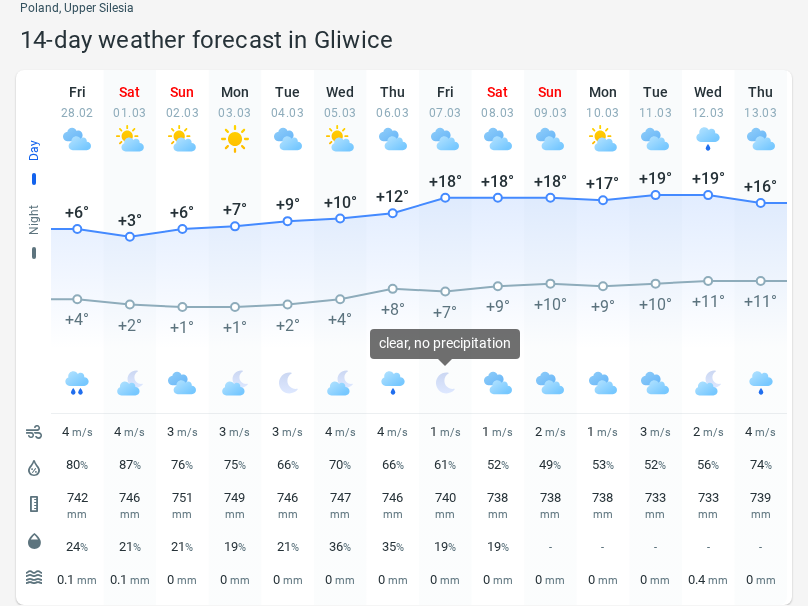 Poland, Upper Silesia
14-day weather forecast in Gliwice
Fri Sat Sun Mon Tue Wed Thu Fri Sat Sun Mon Tue Wed Thu
28.02 01.03 02.03 03.03 04.03 05.03 06.03 07.03 08.03 09.03 10.03 11.03 12.03 13.03
Day
+6° +3° +6° +7° +9° +10° +12° +18° +18° +18° +17° +19° +19° +16°
Night
+4° +2° +1° +1° +2° +4° +8° +7° +9° +10° +9° +10° +11° +11°
clear, no precipitation
4 m/s 4 m/s 3 m/s 3 m/s 3 m/s 4 m/s 4 m/s 1 m/s 1 m/s 2 m/s 1 m/s 3 m/s 2 m/s 4 m/s
80% 87% 76% 75% 66% 70% 66% 61% 52% 49% 53% 52% 56% 74%
742 746 751 749 746 747 746 740 738 738 738 733 733 739
mm mm mm mm mm mm mm mm mm mm mm mm mm mm
24% 21% 21% 19% 21% 36% 35% 19% 19% - - - - -
0.1 mm 0.1 mm 0 mm 0 mm 0 mm 0 mm 0 mm 0 mm 0 mm 0 mm 0 mm 0 mm 0.4 mm 0 mm